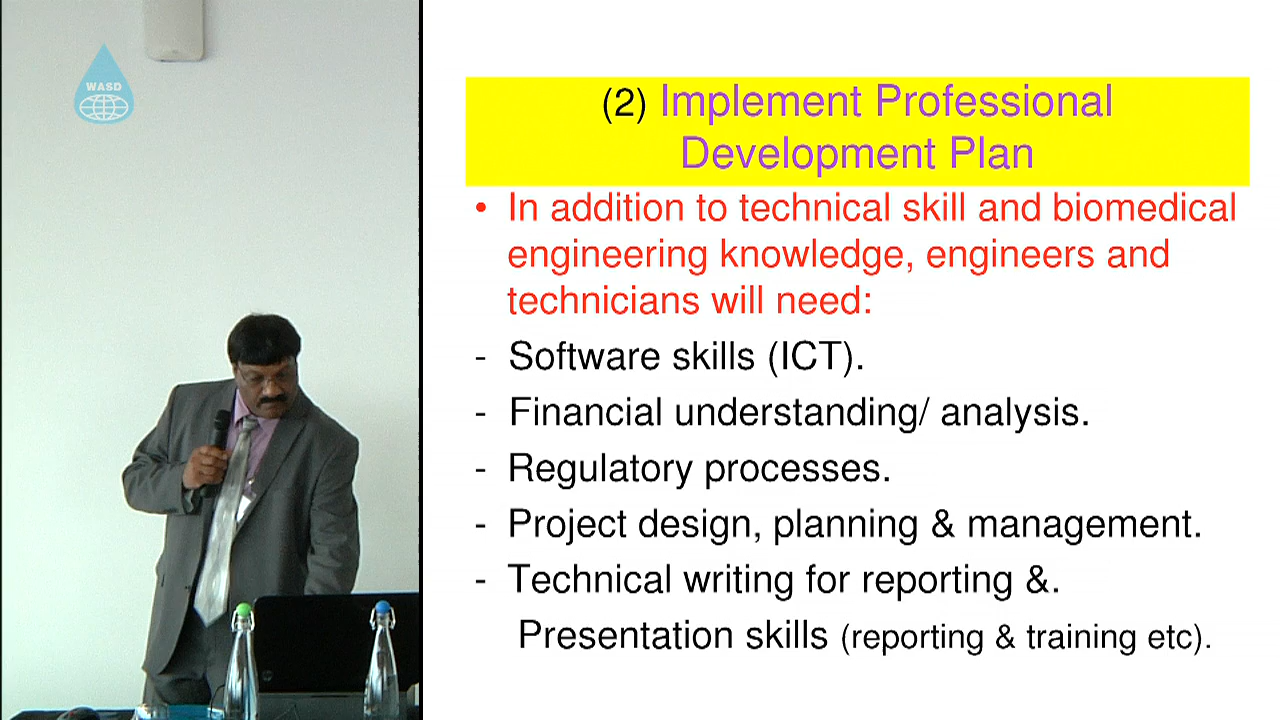 WASD
(2) Implement Professional
Development Plan
• In addition to technical skill and biomedical
engineering knowledge, engineers and
technicians will need:
- Software skills (ICT).
- Financial understanding/ analysis.
- Regulatory processes.
- Project design, planning & management.
- Technical writing for reporting &.
Presentation skills (reporting & training etc).